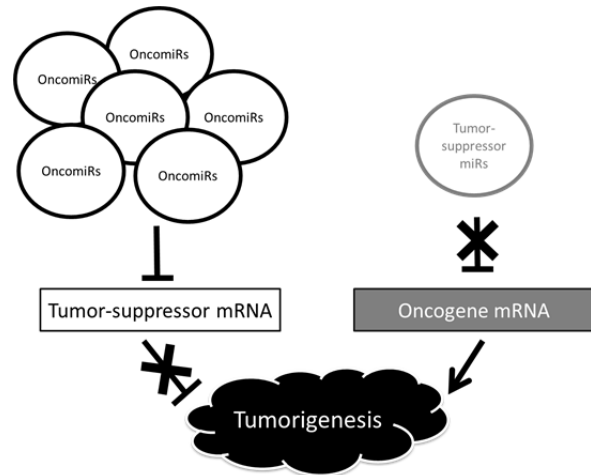 OncomiRs
OncomiRs
OncomiRs
OncomiRs
OncomiRs
OncomiRs
Tumor-
suppressor
miRs
Tumor-suppressor mRNA
Oncogene mRNA
Tumorigenesis